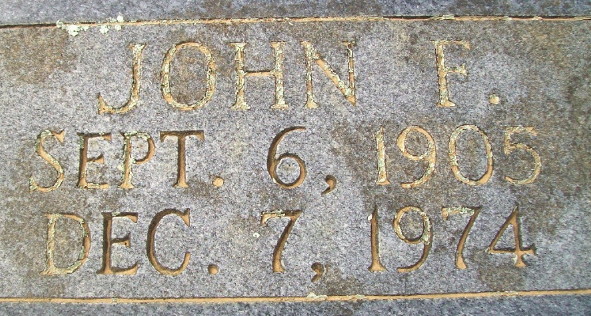 JOHN F.
SEPT. 6, 1905
DEC. 7, 1974